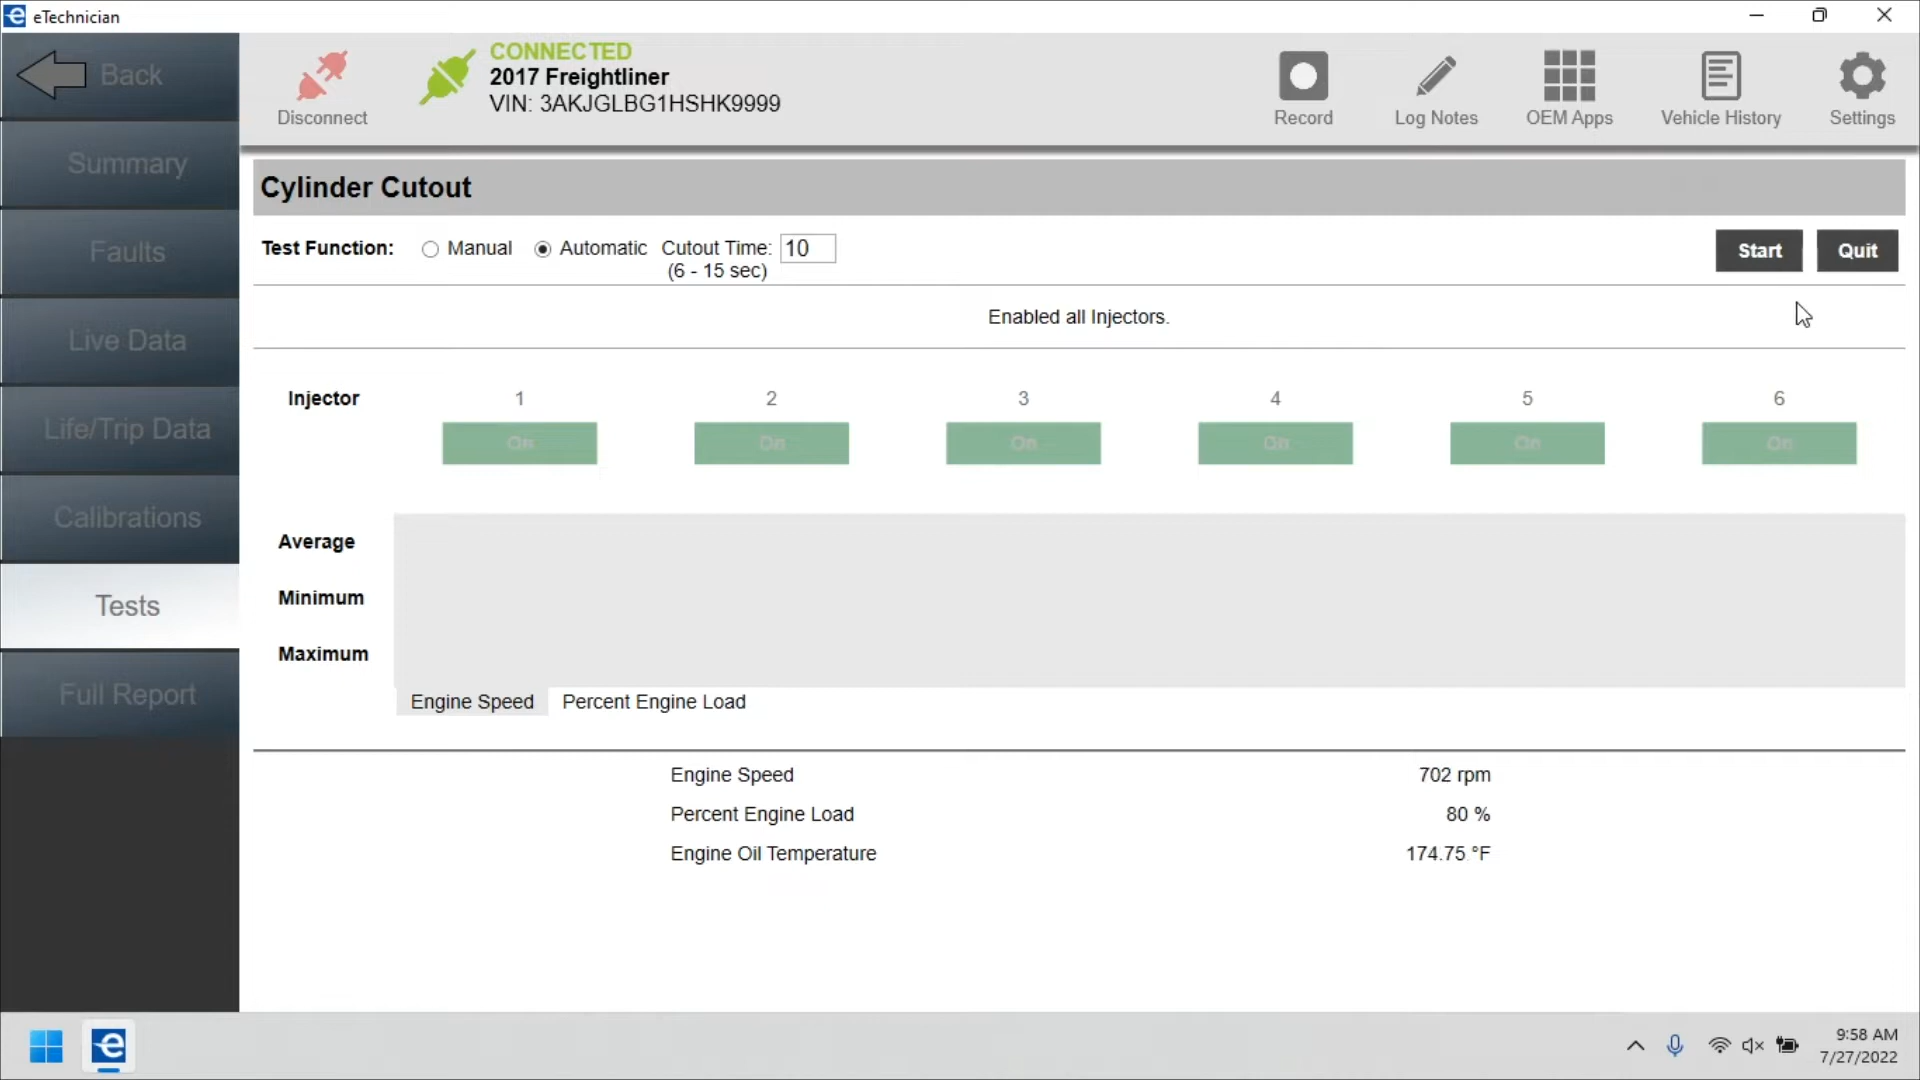 eTechnician
Back
Summary
Faults
Live Data
Life/Trip Data
Calibrations
Tests
Full Report
Disconnect
CONNECTED
2017 Freightliner
VIN: 3AKJGLBG1HSHK9999
Record
Log Notes
OEM Apps
Vehicle History
Settings
Cylinder Cutout
Test Function: Manual Automatic Cutout Time: 10
(6 - 15 sec)
Start Quit
Enabled all Injectors.
Injector 1 2 3 4 5 6
On On On On On On
Average
Minimum
Maximum
Engine Speed Percent Engine Load
Engine Speed 702 rpm
Percent Engine Load 80 %
Engine Oil Temperature 174.75 °F
9:58 AM
7/27/2022